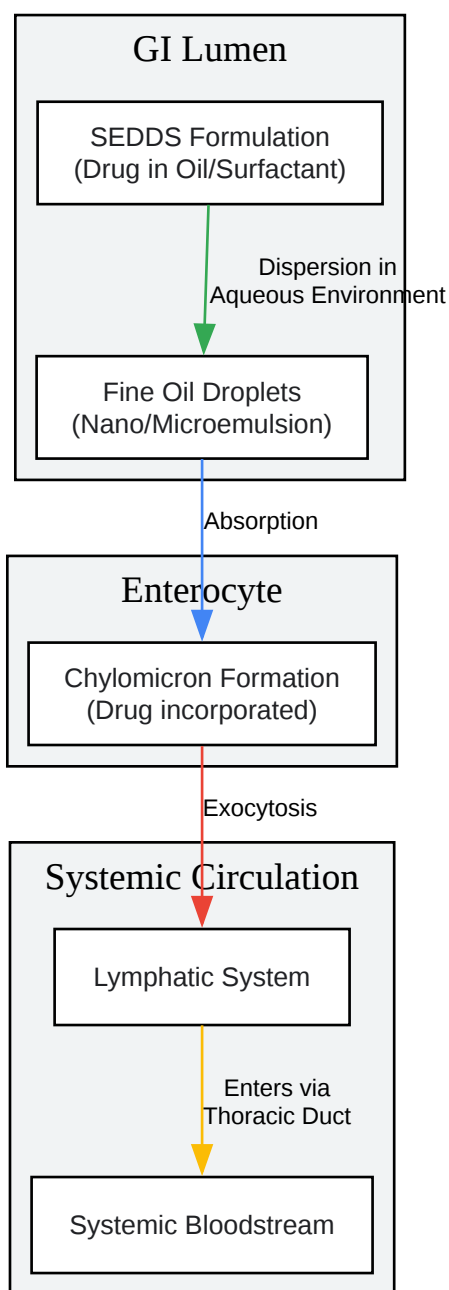 GI Lumen
SEDDS Formulation
(Drug in Oil/Surfactant)
Dispersion in
Aqueous Environment
Fine Oil Droplets
(Nano/Microemulsion)
Absorption
Enterocyte
Chylomicron Formation
(Drug incorporated)
Exocytosis
Systemic Circulation
Lymphatic System
Enters via
Thoracic Duct
Systemic Bloodstream